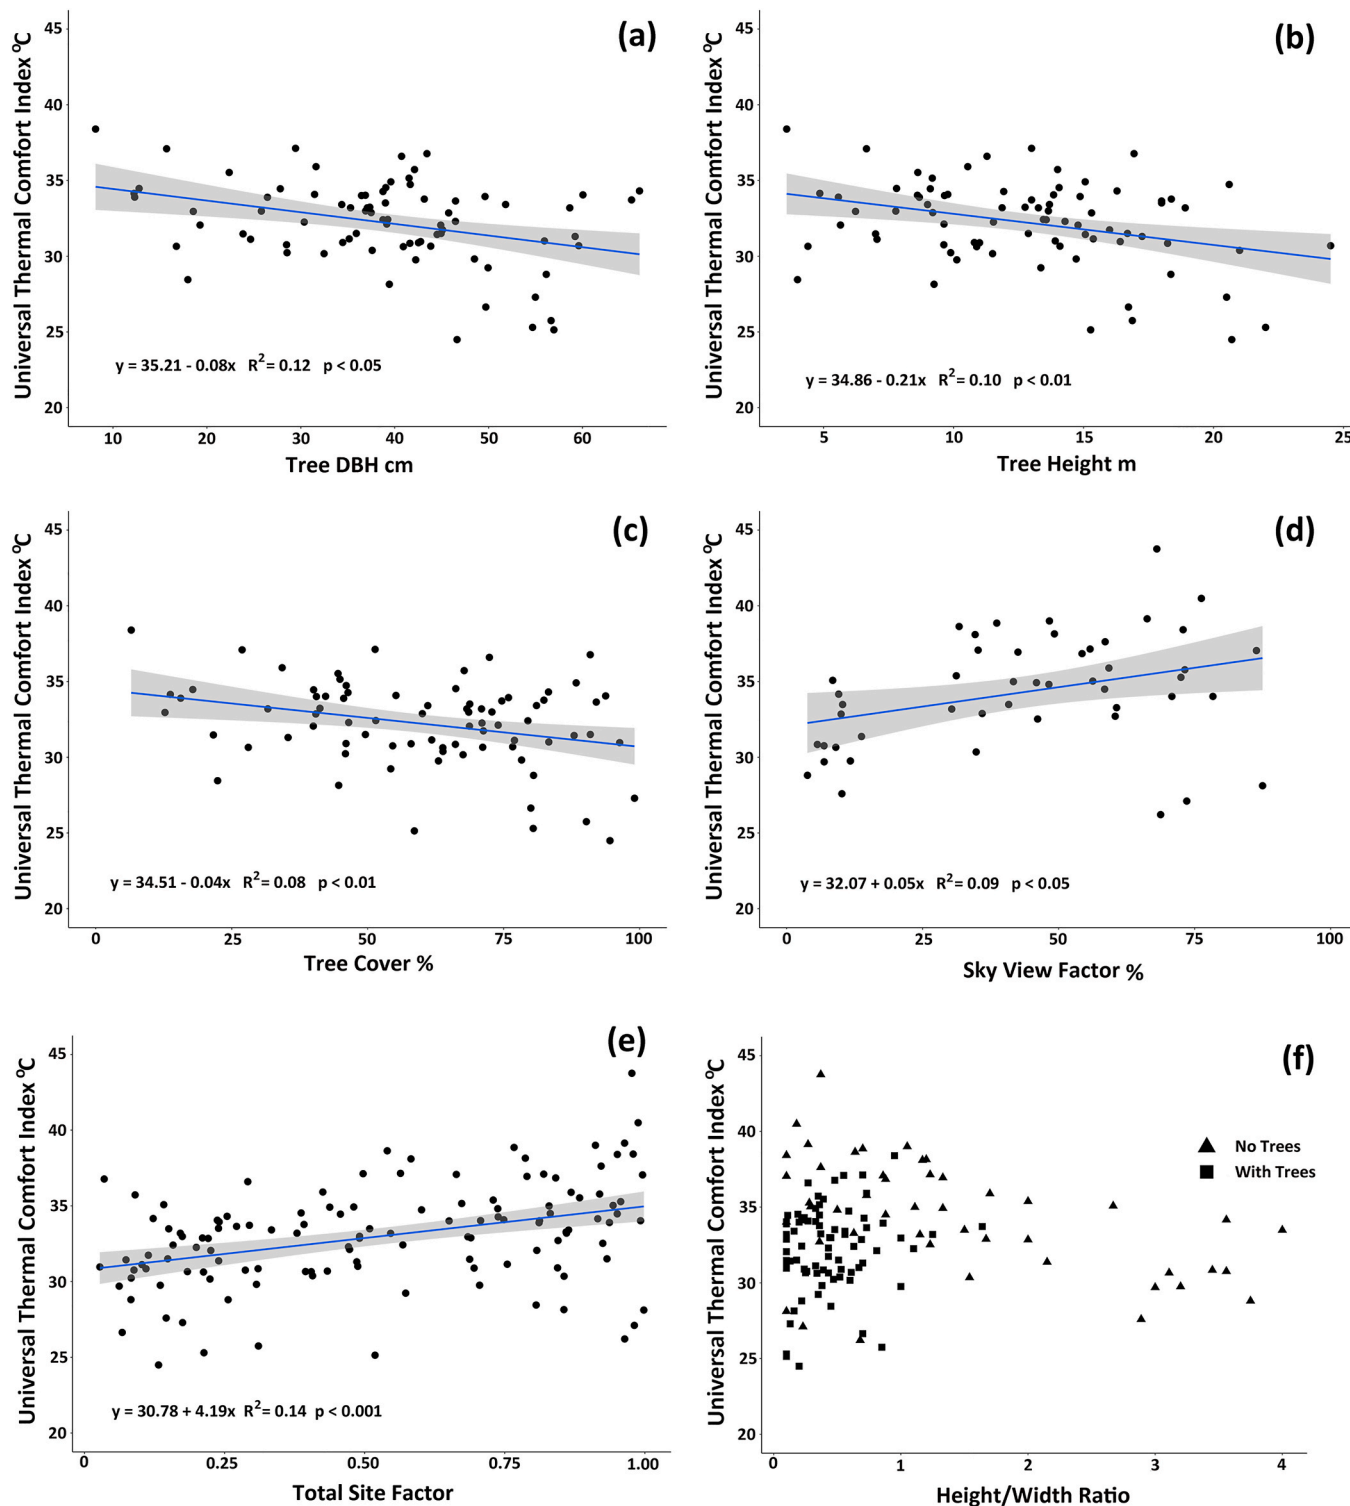 (a)
Universal Thermal Comfort Index °C
45
40
35
30
25
20
y = 35.21 - 0.08x R² = 0.12 p < 0.05
10 20 30 40 50 60
Tree DBH cm
(b)
Universal Thermal Comfort Index °C
45
40
35
30
25
20
y = 34.86 - 0.21x R² = 0.10 p < 0.01
5 10 15 20 25
Tree Height m
(c)
Universal Thermal Comfort Index °C
45
40
35
30
25
20
y = 34.51 - 0.04x R² = 0.08 p < 0.01
0 25 50 75 100
Tree Cover %
(d)
Universal Thermal Comfort Index °C
45
40
35
30
25
20
y = 32.07 + 0.05x R² = 0.09 p < 0.05
0 25 50 75 100
Sky View Factor %
(e)
Universal Thermal Comfort Index °C
45
40
35
30
25
20
y = 30.78 + 4.19x R² = 0.14 p < 0.001
0 0.25 0.50 0.75 1.00
Total Site Factor
(f)
Universal Thermal Comfort Index °C
45
40
35
30
25
20
No Trees
With Trees
0 1 2 3 4
Height/Width Ratio